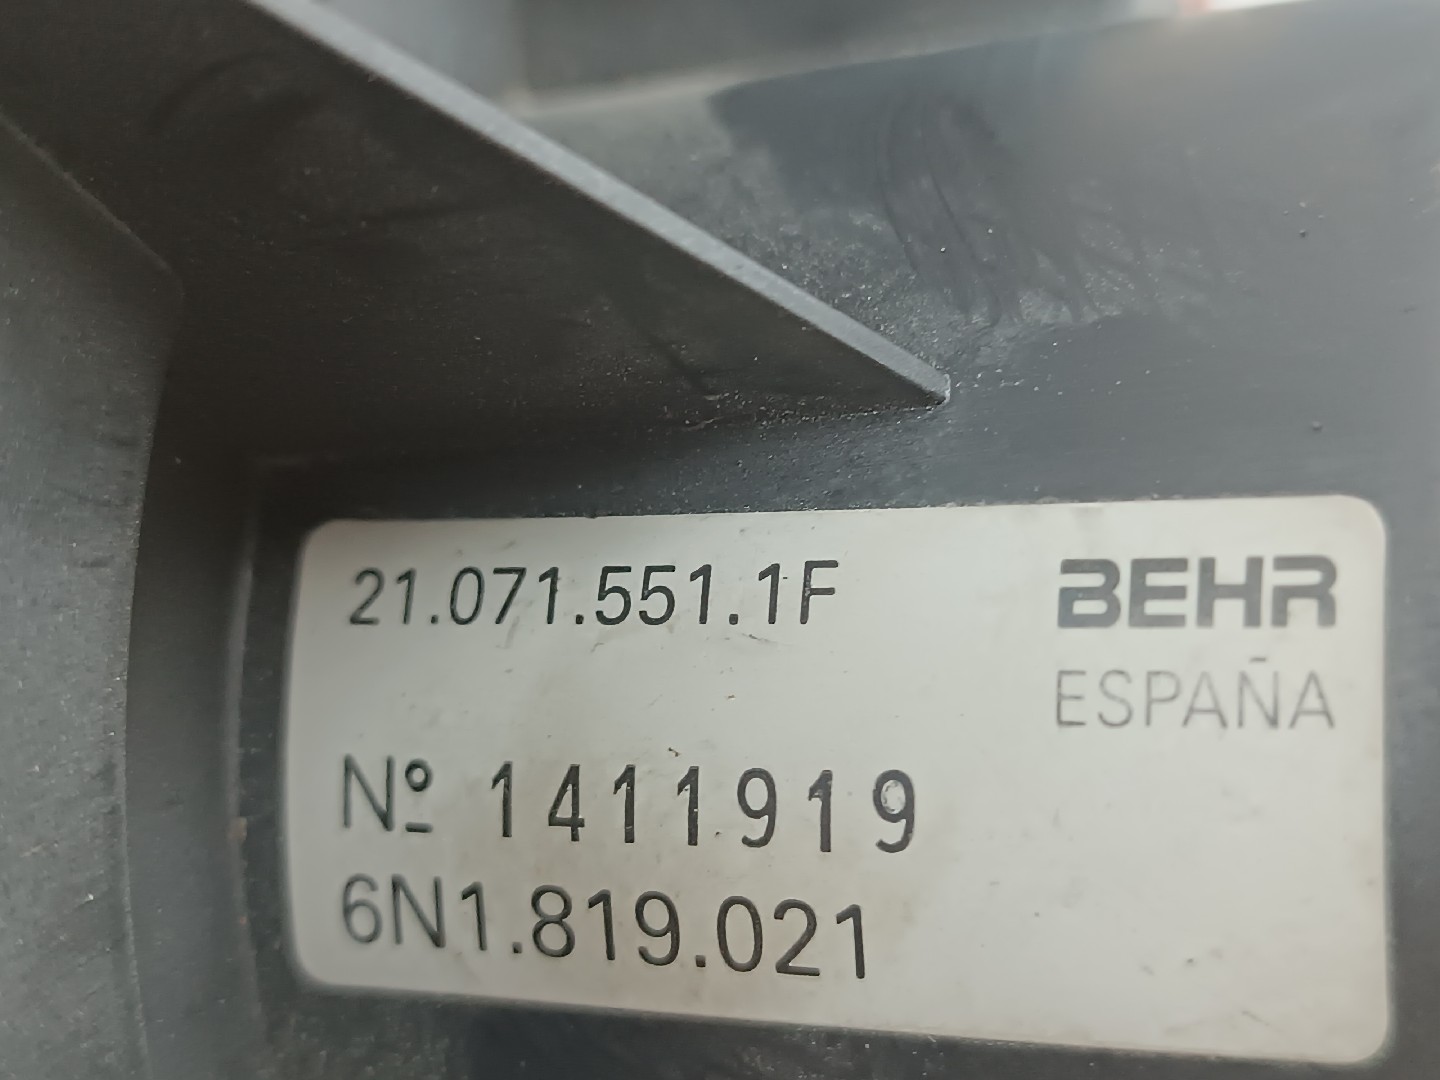 21.071.551.1F
BEHR
ESPAÑA
Nº 1411919
6N1.819.021